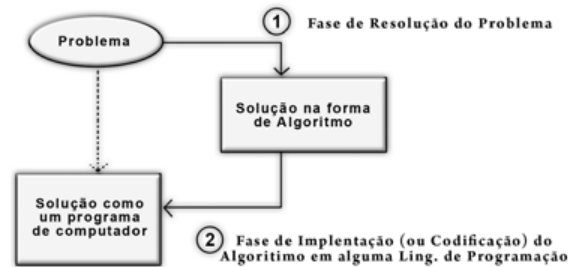 1 Fase de Resolução do Problema
Problema
Solução na forma
de Algoritmo
Solução como
um programa
de computador
2 Fase de Implentação (ou Codificação) do
Algoritimo em alguma Ling. de Programação